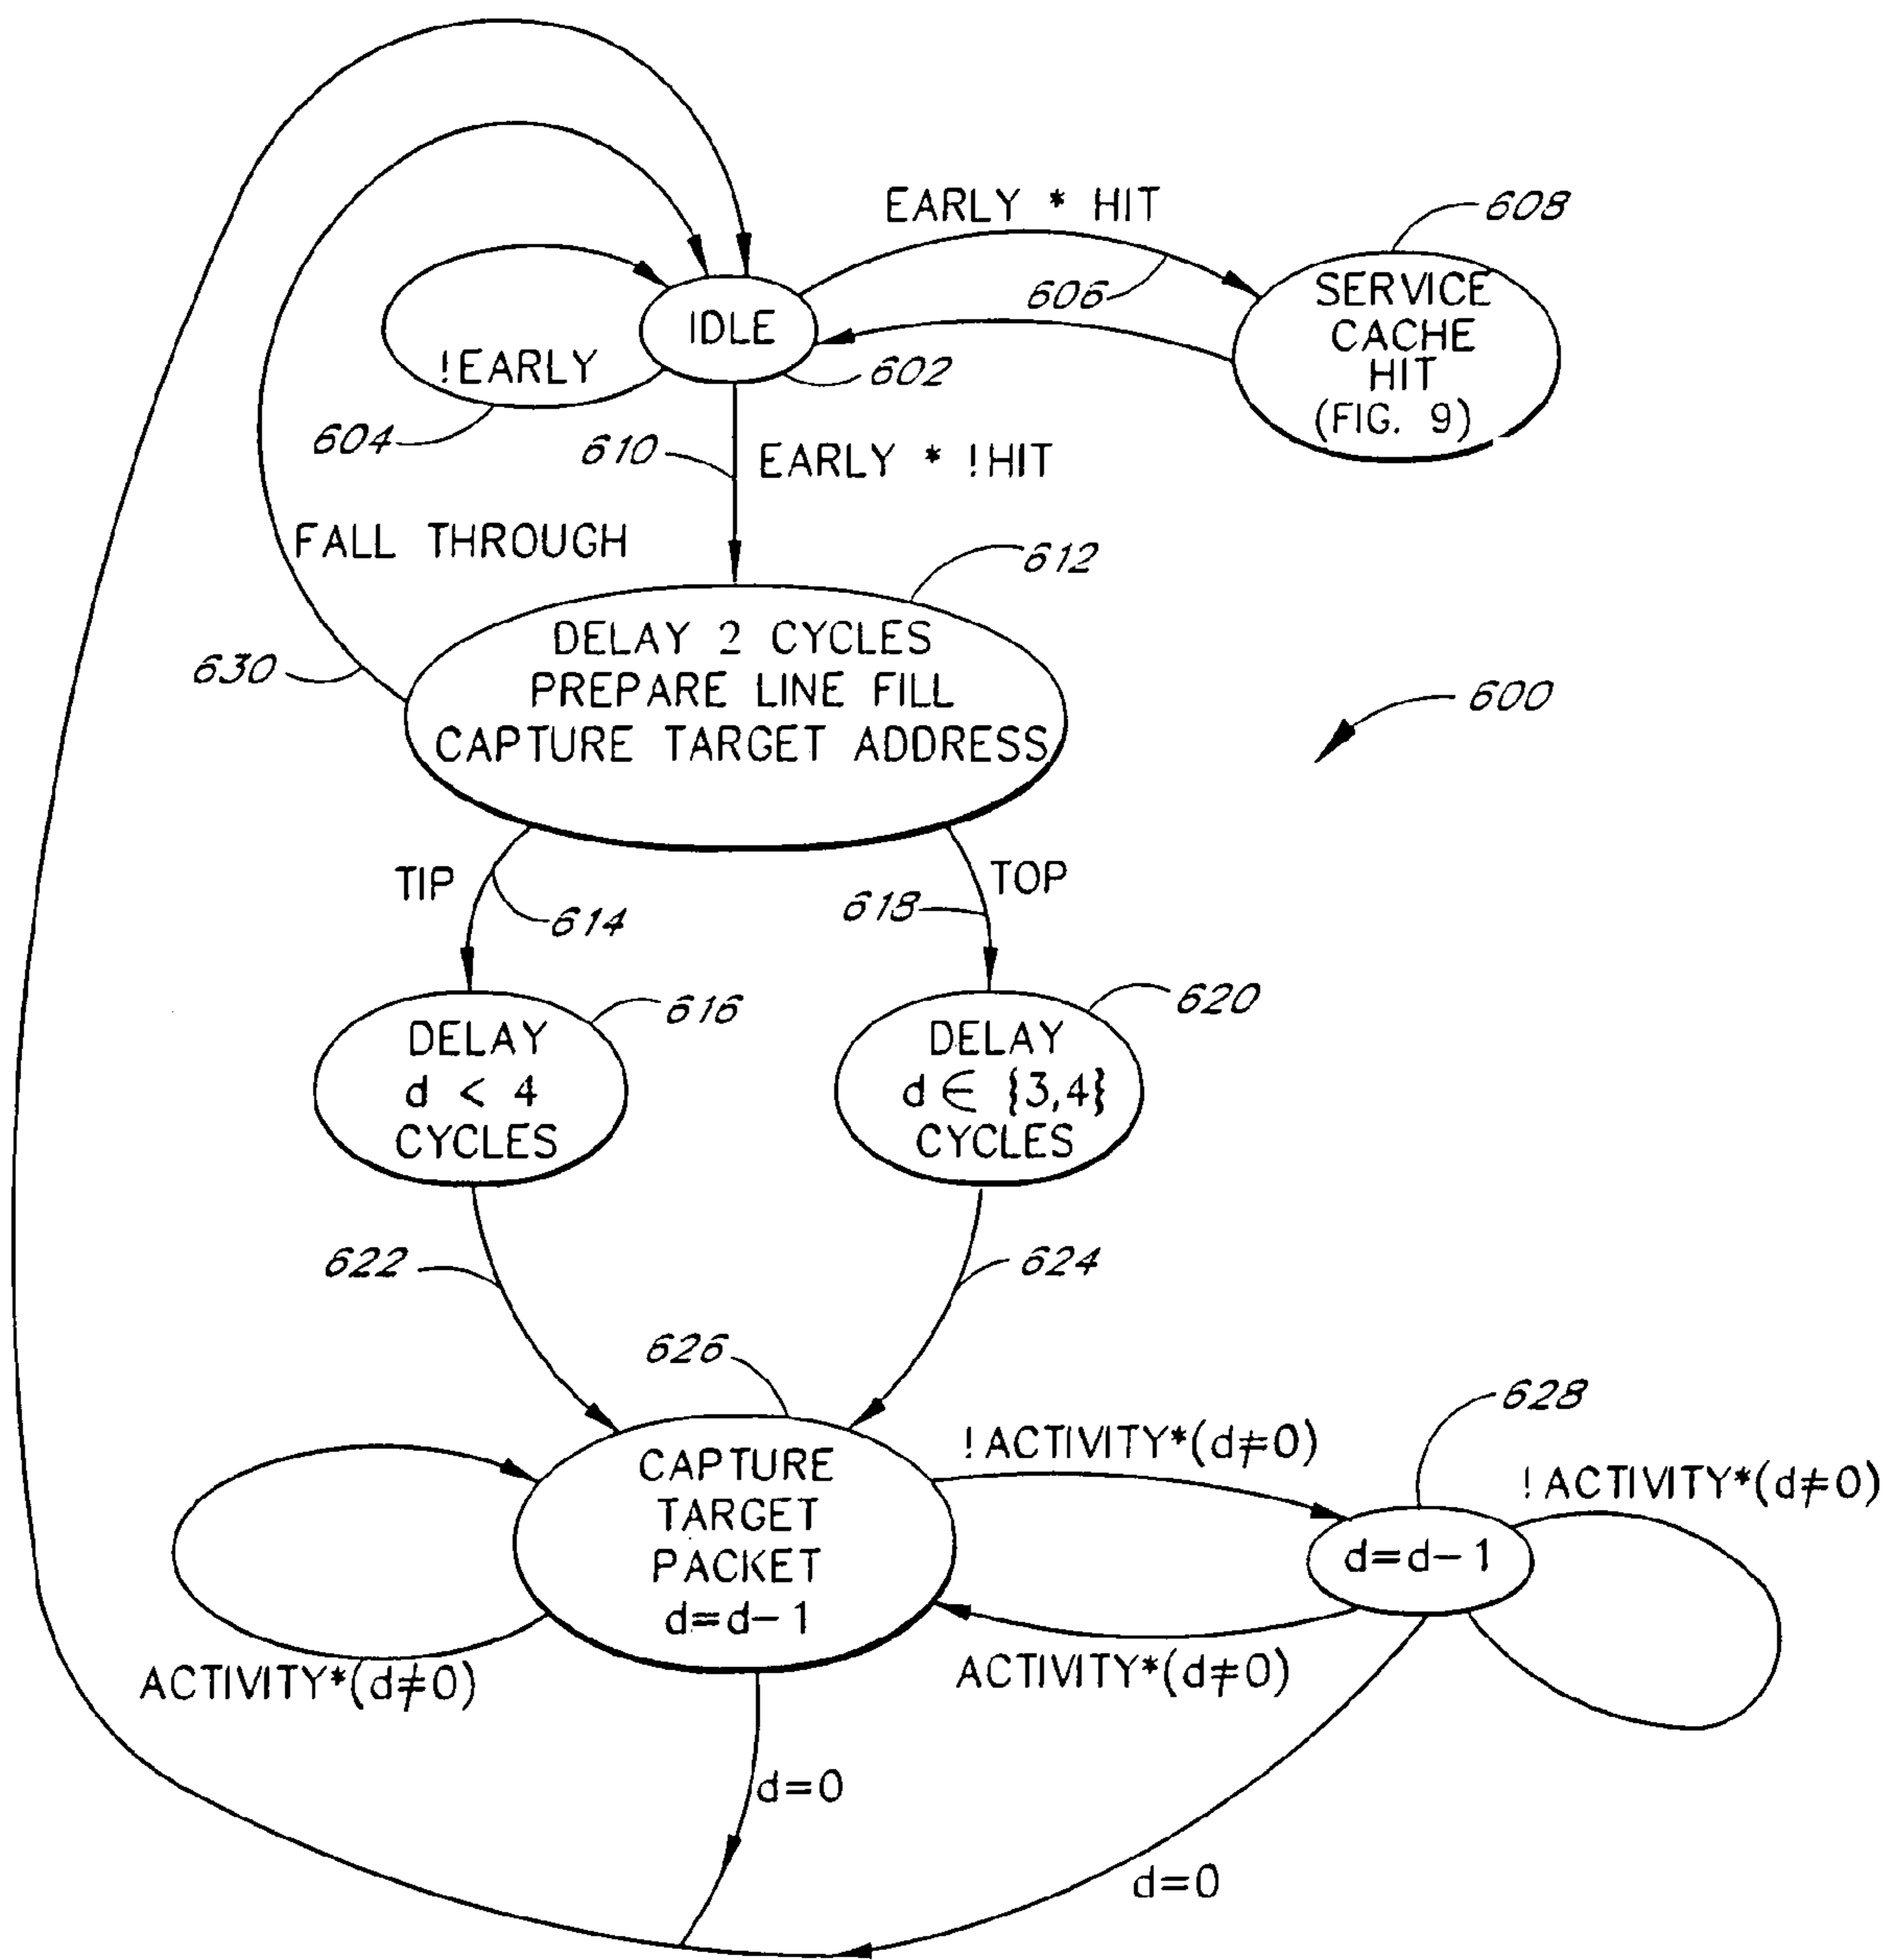 EARLY * HIT
608
606
SERVICE
CACHE
HIT
(FIG. 9)
IDLE
!EARLY
602
604
610
EARLY * !HIT
FALL THROUGH
612
630
DELAY 2 CYCLES
PREPARE LINE FILL
CAPTURE TARGET ADDRESS
600
TIP
614
618
TOP
616
620
DELAY
d < 4
CYCLES
DELAY
d ∈ {3,4}
CYCLES
622
624
626
628
CAPTURE
TARGET
PACKET
d=d-1
!ACTIVITY*(d≠0)
!ACTIVITY*(d≠0)
d=d-1
ACTIVITY*(d≠0)
ACTIVITY*(d≠0)
d=0
d=0